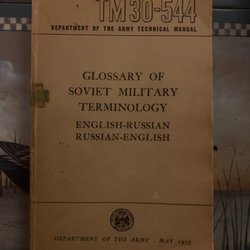 TM 30-544
DEPARTMENT OF THE ARMY TECHNICAL MANUAL
GLOSSARY OF
SOVIET MILITARY
TERMINOLOGY
ENGLISH-RUSSIAN
RUSSIAN-ENGLISH
DEPARTMENT OF THE ARMY · MAY 1955